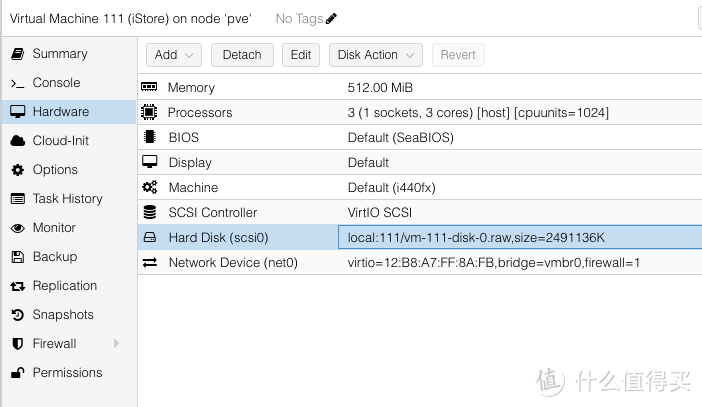 Virtual Machine 111 (iStore) on node 'pve' No Tags
Summary
Console
Hardware
Cloud-Init
Options
Task History
Monitor
Backup
Replication
Snapshots
Firewall
Permissions
Add Detach Edit Disk Action Revert
Memory 512.00 MiB
Processors 3 (1 sockets, 3 cores) [host] [cpuunits=1024]
BIOS Default (SeaBIOS)
Display Default
Machine Default (i440fx)
SCSI Controller VirtIO SCSI
Hard Disk (scsi0) local:111/vm-111-disk-0.raw,size=2491136K
Network Device (net0) virtio=12:B8:A7:FF:8A:FB,bridge=vmbr0,firewall=1
值 什么值得买